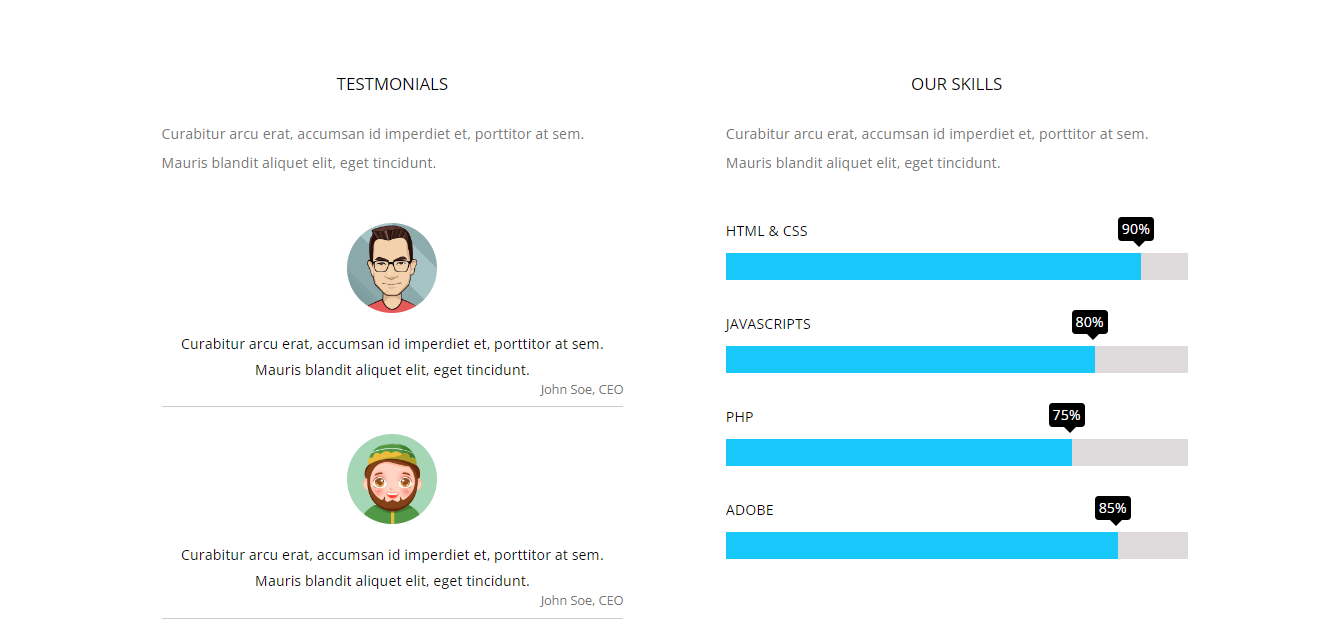 TESTMONIALS
Curabitur arcu erat, accumsan id imperdiet et, porttitor at sem.
Mauris blandit aliquet elit, eget tincidunt.
Curabitur arcu erat, accumsan id imperdiet et, porttitor at sem.
Mauris blandit aliquet elit, eget tincidunt.
John Soe, CEO
Curabitur arcu erat, accumsan id imperdiet et, porttitor at sem.
Mauris blandit aliquet elit, eget tincidunt.
John Soe, CEO
OUR SKILLS
Curabitur arcu erat, accumsan id imperdiet et, porttitor at sem.
Mauris blandit aliquet elit, eget tincidunt.
HTML & CSS
90%
JAVASCRIPTS
80%
PHP
75%
ADOBE
85%